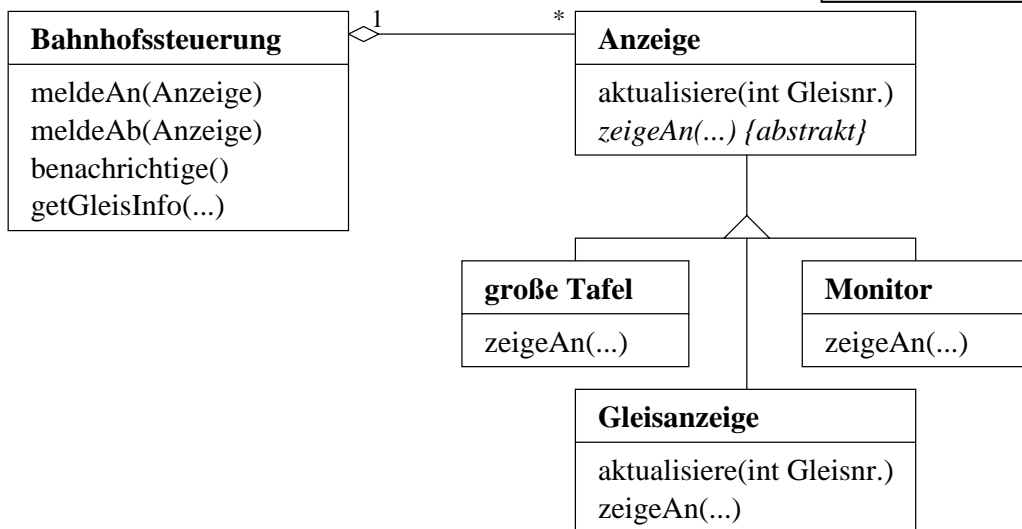 1
*
Bahnhofssteuerung
meldeAn(Anzeige)
meldeAb(Anzeige)
benachrichtige()
getGleisInfo(...)
Anzeige
aktualisiere(int Gleisnr.)
zeigeAn(...) {abstrakt}
große Tafel
zeigeAn(...)
Monitor
zeigeAn(...)
Gleisanzeige
aktualisiere(int Gleisnr.)
zeigeAn(...)